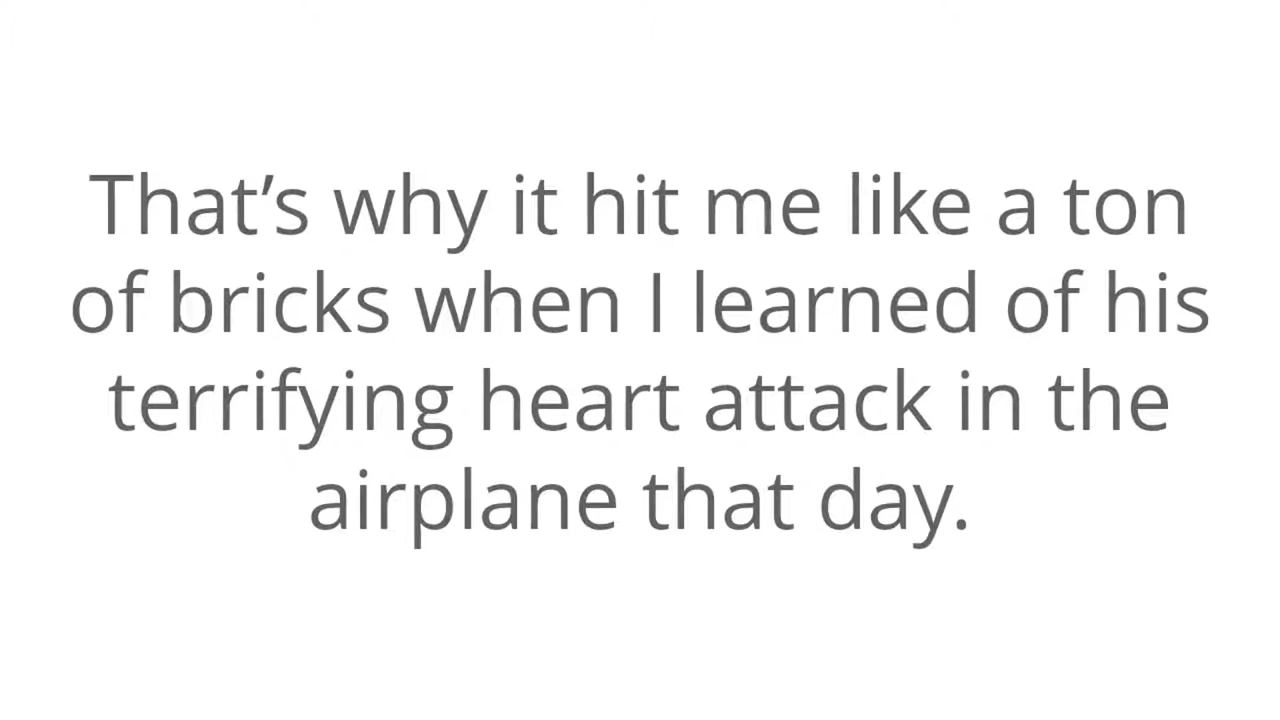 That’s why it hit me like a ton
of bricks when I learned of his
terrifying heart attack in the
airplane that day.